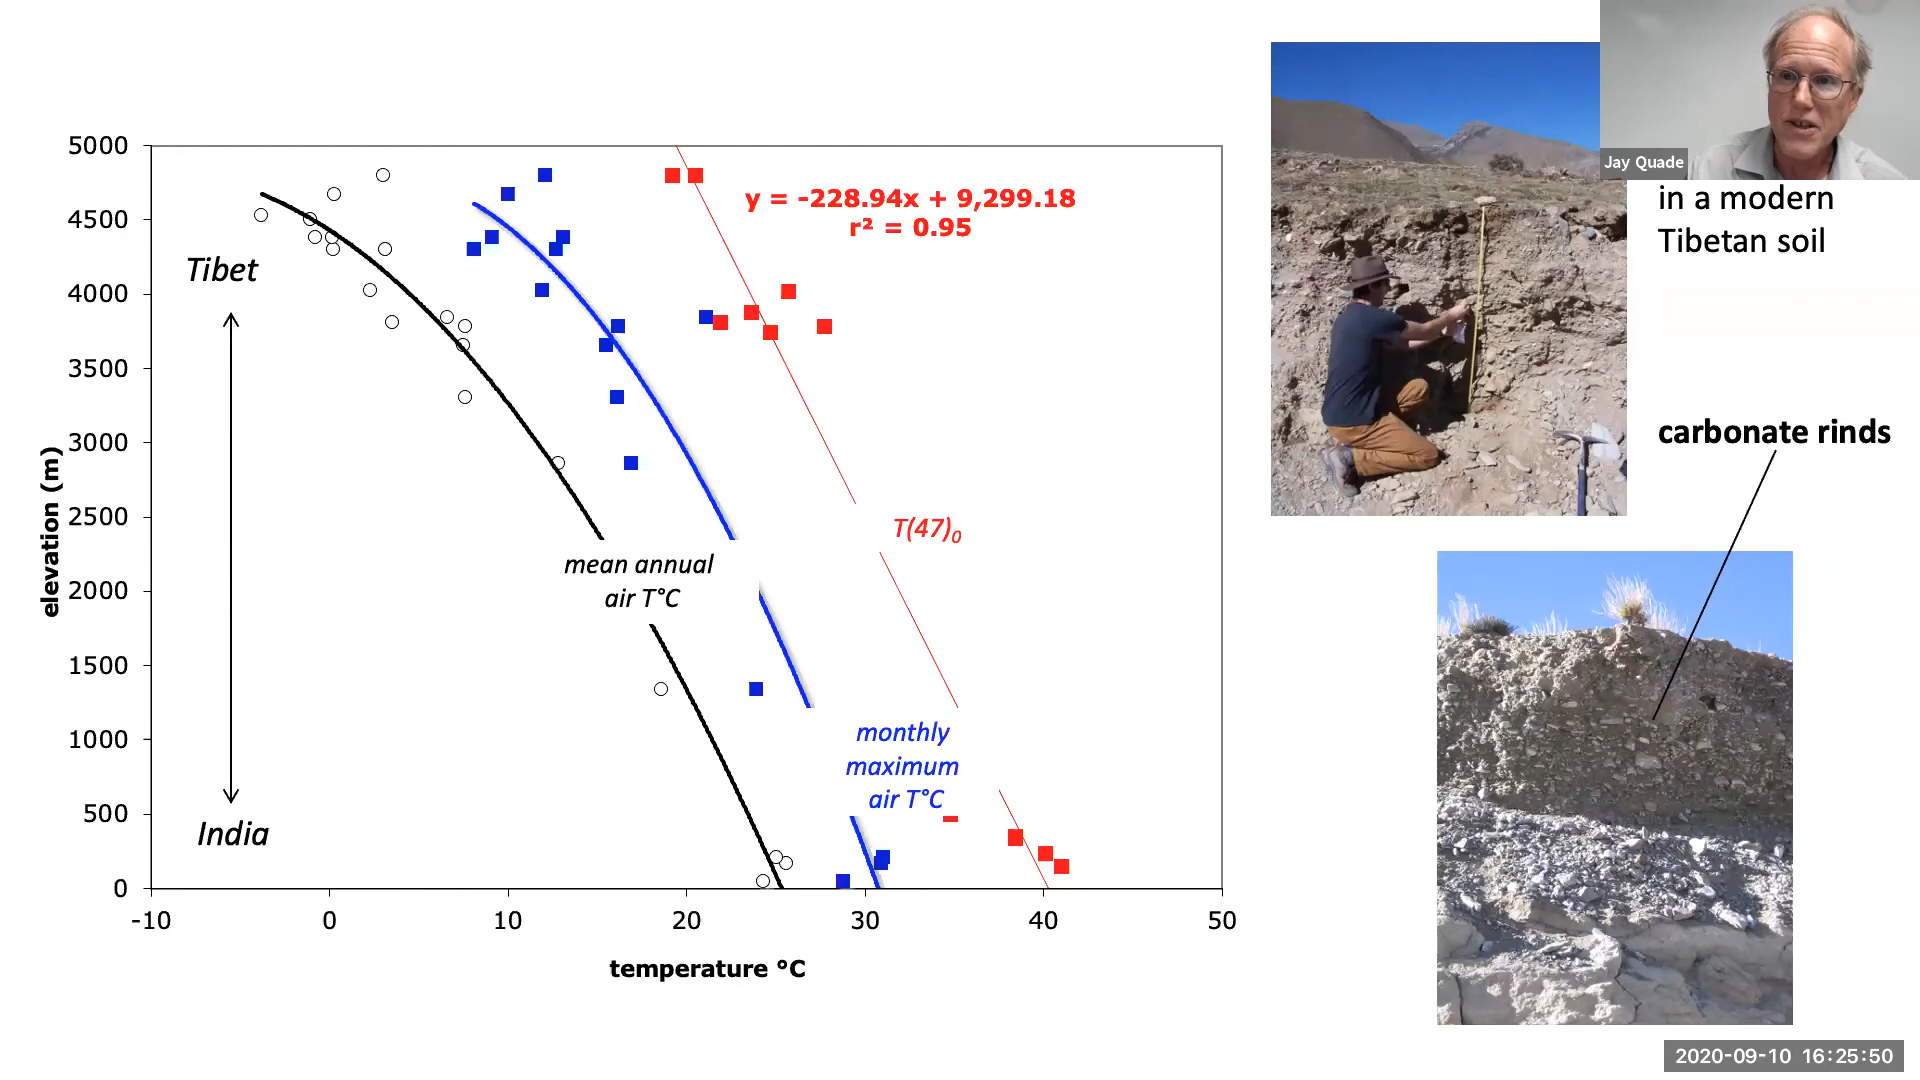 5000
4500
4000
3500
3000
2500
2000
1500
1000
500
0
elevation (m)
-10 0 10 20 30 40 50
temperature °C
Tibet
India
y = -228.94x + 9,299.18
r² = 0.95
T(47)₀
mean annual
air T°C
monthly
maximum
air T°C
Jay Quade
in a modern
Tibetan soil
carbonate rinds
2020-09-10 16:25:50